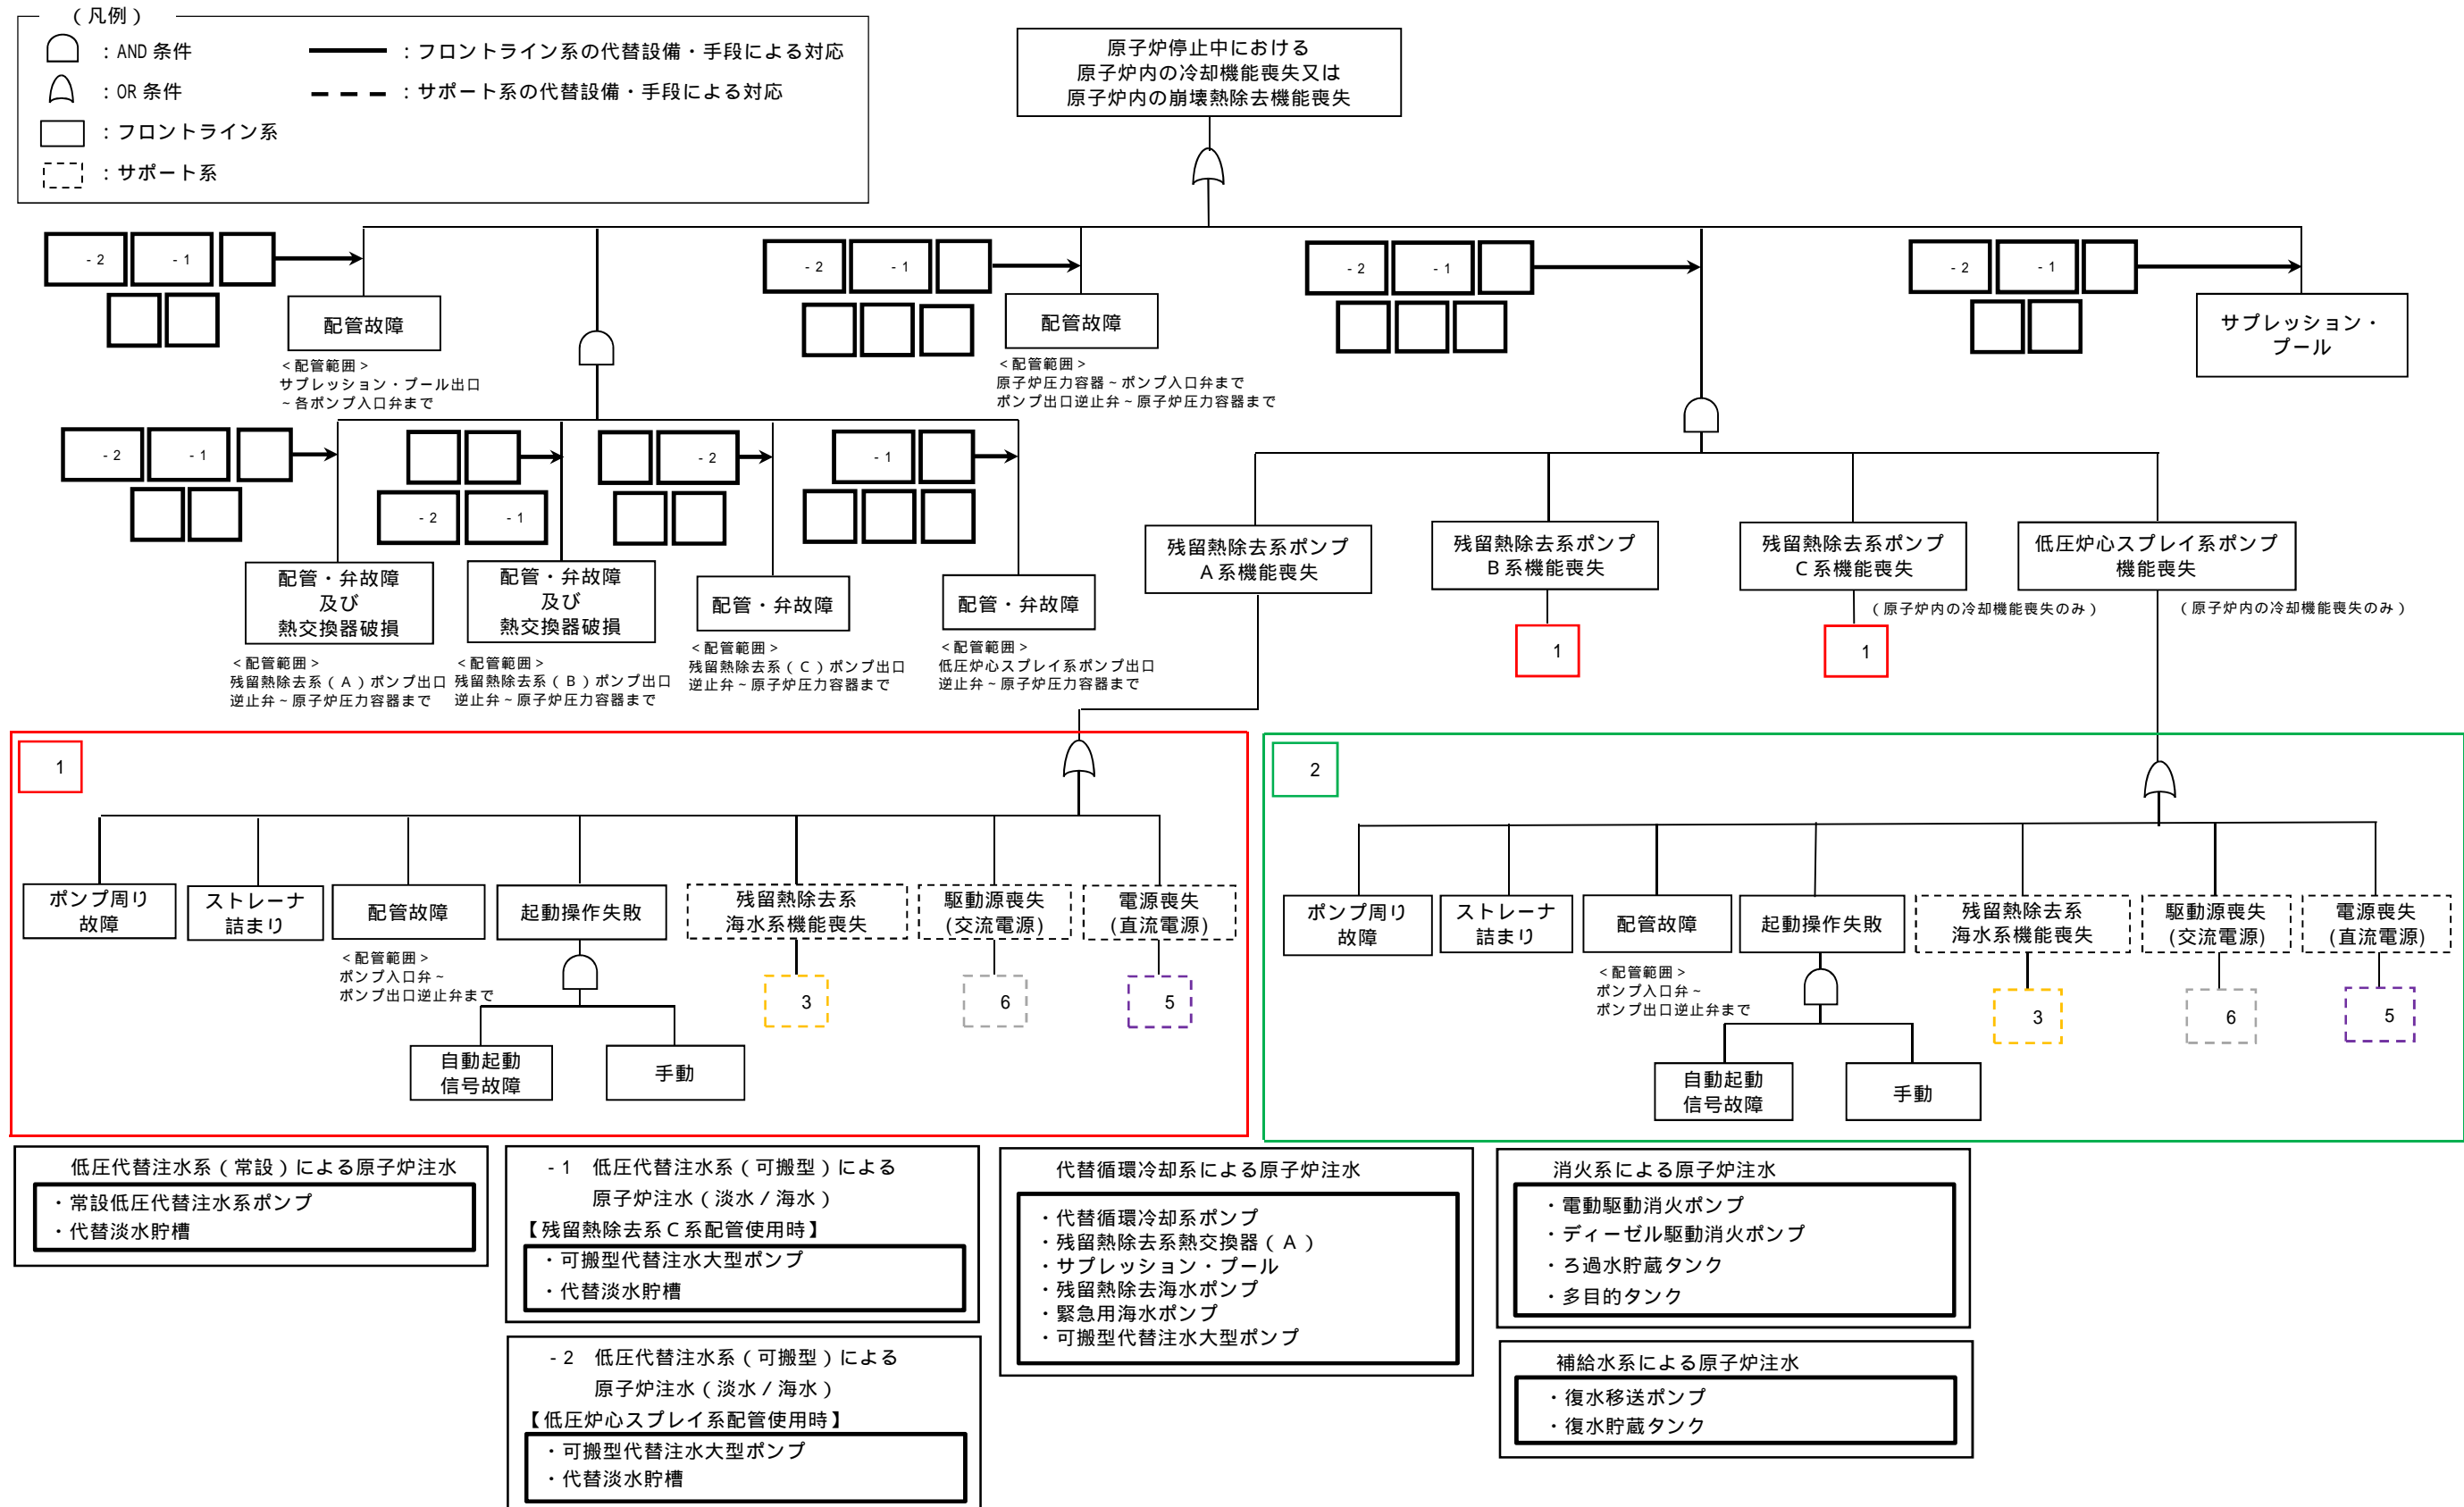 （凡例）
：AND 条件
：フロントライン系の代替設備・手段による対応
：OR 条件
：サポート系の代替設備・手段による対応
：フロントライン系
：サポート系
原子炉停止中における
原子炉内の冷却機能喪失又は
原子炉内の崩壊熱除去機能喪失
-2
-1
-2
-1
-2
-1
-2
-1
配管故障
＜配管範囲＞
サプレッション・プール出口
～各ポンプ入口弁まで
配管故障
＜配管範囲＞
原子炉圧力容器～ポンプ入口弁まで
ポンプ出口逆止弁～原子炉圧力容器まで
サプレッション・
プール
-2
-1
-2
-1
-2
-1
配管・弁故障
及び
熱交換器破損
＜配管範囲＞
残留熱除去系（Ａ）ポンプ出口
逆止弁～原子炉圧力容器まで
配管・弁故障
及び
熱交換器破損
＜配管範囲＞
残留熱除去系（Ｂ）ポンプ出口
逆止弁～原子炉圧力容器まで
配管・弁故障
＜配管範囲＞
残留熱除去系（Ｃ）ポンプ出口
逆止弁～原子炉圧力容器まで
配管・弁故障
＜配管範囲＞
低圧炉心スプレイ系ポンプ出口
逆止弁～原子炉圧力容器まで
残留熱除去系ポンプ
Ａ系機能喪失
残留熱除去系ポンプ
Ｂ系機能喪失
1
残留熱除去系ポンプ
Ｃ系機能喪失
（原子炉内の冷却機能喪失のみ）
1
低圧炉心スプレイ系ポンプ
機能喪失
（原子炉内の冷却機能喪失のみ）
1
ポンプ周り
故障
ストレーナ
詰まり
配管故障
＜配管範囲＞
ポンプ入口弁～
ポンプ出口逆止弁まで
起動操作失敗
残留熱除去系
海水系機能喪失
駆動源喪失
(交流電源)
電源喪失
(直流電源)
3
6
5
自動起動
信号故障
手動
2
ポンプ周り
故障
ストレーナ
詰まり
配管故障
＜配管範囲＞
ポンプ入口弁～
ポンプ出口逆止弁まで
起動操作失敗
残留熱除去系
海水系機能喪失
駆動源喪失
(交流電源)
電源喪失
(直流電源)
3
6
5
自動起動
信号故障
手動
低圧代替注水系（常設）による原子炉注水
・常設低圧代替注水系ポンプ
・代替淡水貯槽
-1　低圧代替注水系（可搬型）による
原子炉注水（淡水／海水）
【残留熱除去系Ｃ系配管使用時】
・可搬型代替注水大型ポンプ
・代替淡水貯槽
-2　低圧代替注水系（可搬型）による
原子炉注水（淡水／海水）
【低圧炉心スプレイ系配管使用時】
・可搬型代替注水大型ポンプ
・代替淡水貯槽
代替循環冷却系による原子炉注水
・代替循環冷却系ポンプ
・残留熱除去系熱交換器（Ａ）
・サプレッション・プール
・残留熱除去海水ポンプ
・緊急用海水ポンプ
・可搬型代替注水大型ポンプ
消火系による原子炉注水
・電動駆動消火ポンプ
・ディーゼル駆動消火ポンプ
・ろ過水貯蔵タンク
・多目的タンク
補給水系による原子炉注水
・復水移送ポンプ
・復水貯蔵タンク